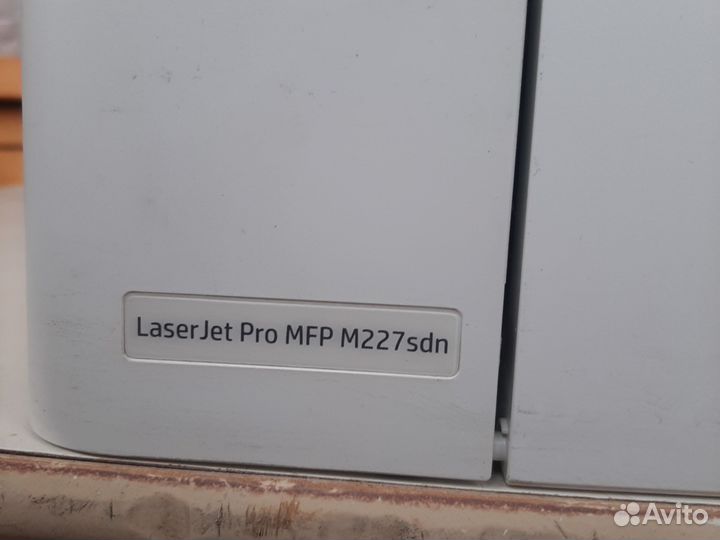 LaserJet Pro MFP M227sdn
Avito